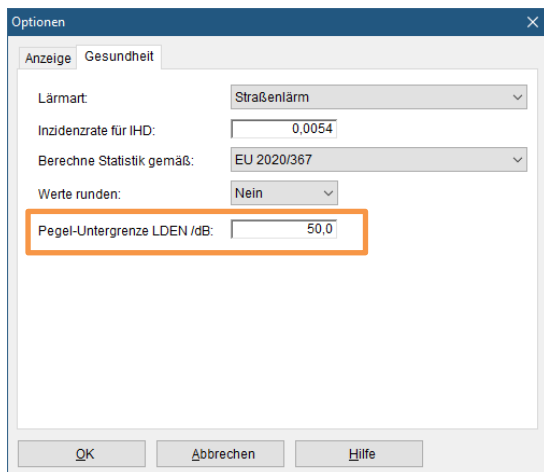 Optionen
Anzeige Gesundheit
Lärmart: Straßenlärm
Inzidenzrate für IHD: 0,0054
Berechne Statistik gemäß: EU 2020/367
Werte runden: Nein
Pegel-Untergrenze LDEN /dB: 50,0
OK Abbrechen Hilfe